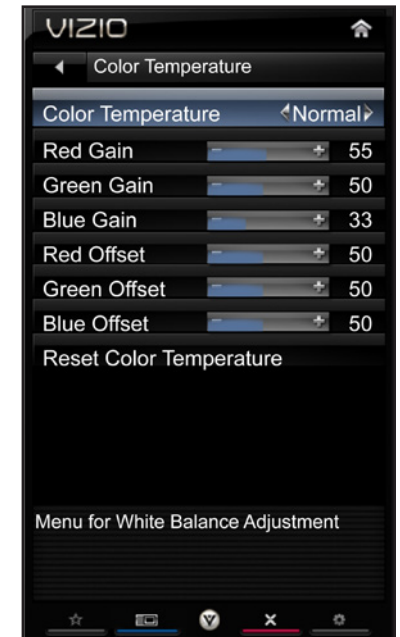 VIZIO
Color Temperature
Color Temperature Normal
Red Gain - + 55
Green Gain - + 50
Blue Gain - + 33
Red Offset - + 50
Green Offset - + 50
Blue Offset - + 50
Reset Color Temperature
Menu for White Balance Adjustment
V